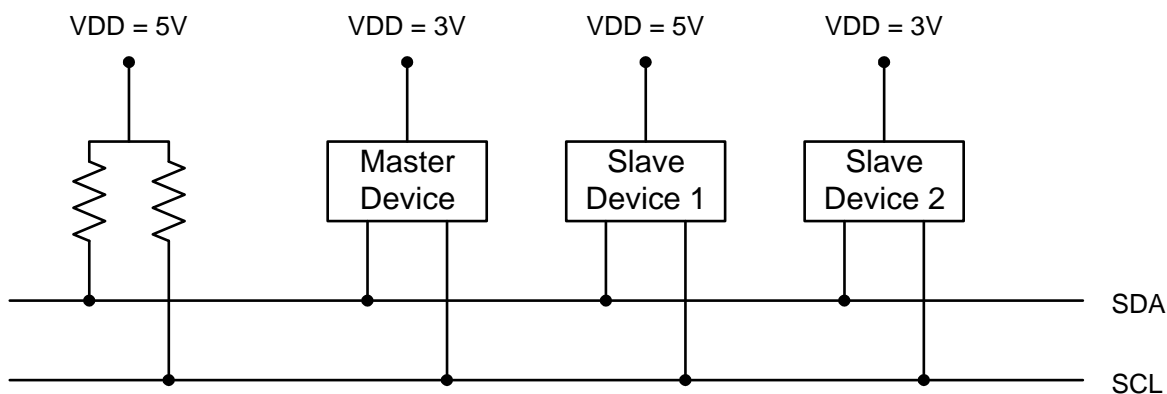 VDD = 5V
VDD = 3V
VDD = 5V
VDD = 3V
Master
Device
Slave
Device 1
Slave
Device 2
SDA
SCL